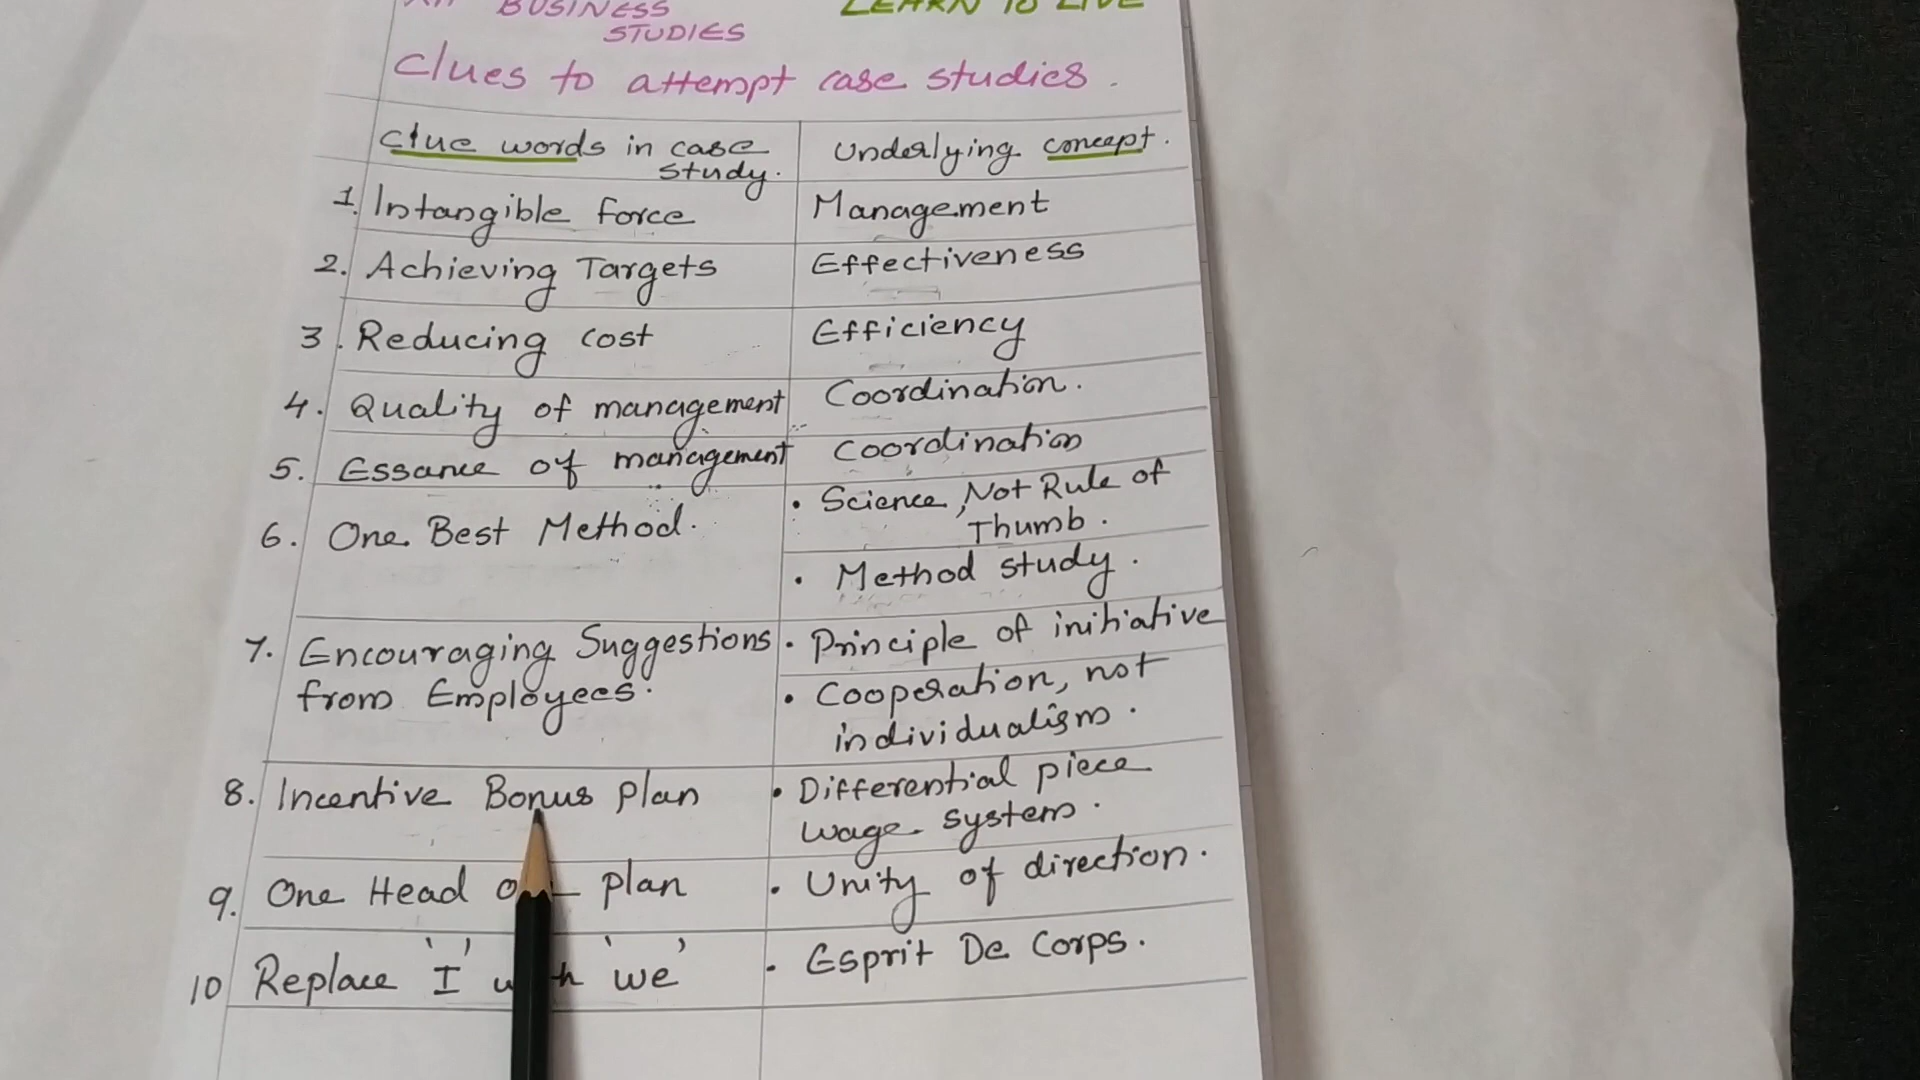 BUSINESS STUDIES
LEARN TO LIVE
Clues to attempt case studies.
Clue words in case study.
Underlying concept.
1. Intangible force
Management
2. Achieving Targets
Effectiveness
3. Reducing cost
Efficiency
4. Quality of management
Coordination.
5. Essance of management
Coordination
6. One Best Method.
• Science, Not Rule of
Thumb.
• Method study.
7. Encouraging Suggestions
from Employees.
• Principle of initiative
• Cooperation, not
individualism.
8. Incentive Bonus plan
• Differential piece
wage system.
9. One Head plan
• Unity of direction.
10 Replace 'I' 'we'
• Esprit De Corps.